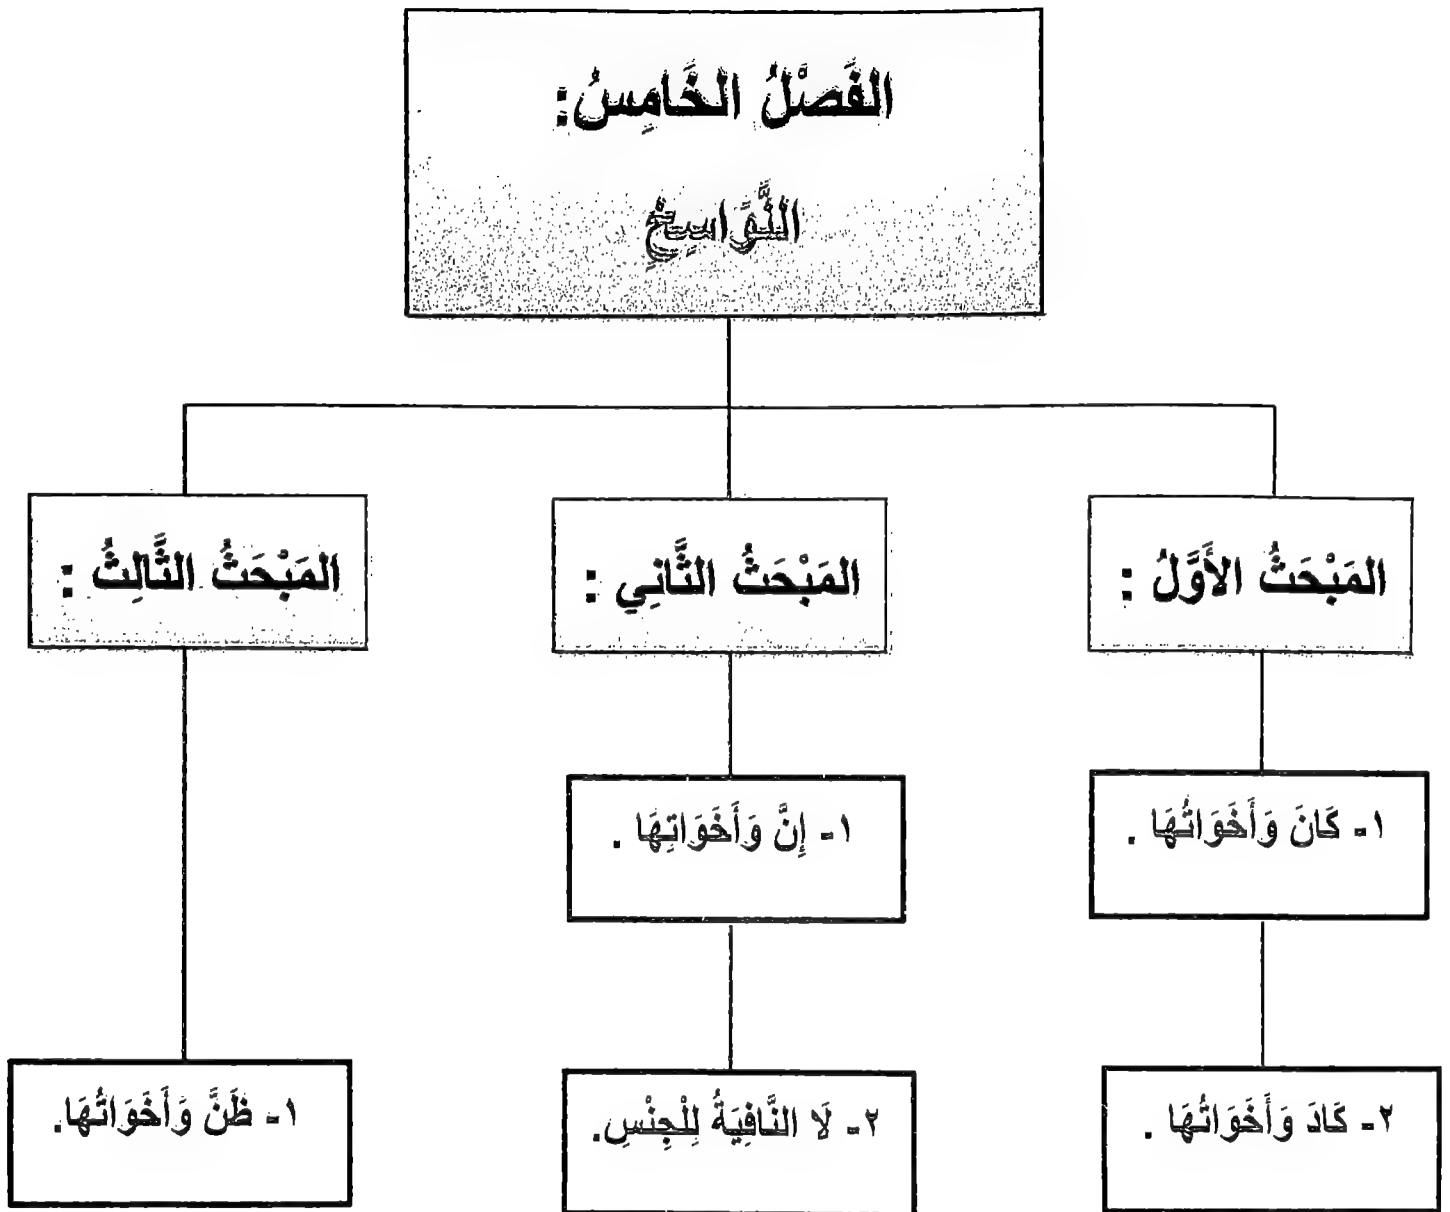 الفَصْلُ الخَامِسُ:
النَّوَاسِخِ
المَبْحَثُ الأَوَّلُ :
المَبْحَثُ الثَّانِي :
المَبْحَثُ الثَّالِثُ :
١- كَانَ وَأَخَوَاتُهَا .
١- إِنَّ وَأَخَوَاتِهَا .
٢- كَادَ وَأَخَوَاتُهَا .
٢- لَا النَّافِيَةُ لِلْجِنْسِ.
١- ظَنَّ وَأَخَوَاتُهَا.